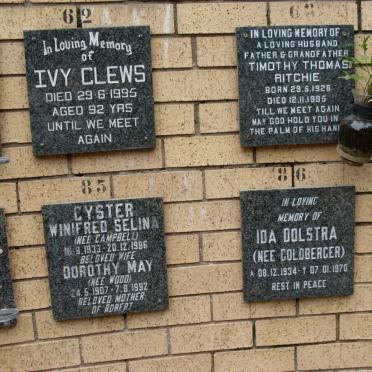 62
In Loving Memory
of
IVY CLEWS
DIED 29·6·1995
AGED 92 YRS
UNTIL WE MEET
AGAIN
63
IN LOVING MEMORY OF
A LOVING HUSBAND,
FATHER & GRANDFATHER
TIMOTHY THOMAS
RITCHIE
BORN 29.5.1926
DIED 12.11.1995
TILL WE MEET AGAIN
MAY GOD HOLD YOU IN
THE PALM OF HIS HAND
85
OYSTER
WINIFRED SELINA
(NEE CAMPBELL)
16.9.1933 - 20.12.1986
BELOVED WIFE
DOROTHY MAY
(NEE WOOD)
24.5.1907 - 7.8.1992
BELOVED MOTHER
OF
86
IN LOVING
MEMORY OF
IDA DOLSTRA
(NEE GOLDBERGER)
* 08.12.1934 - † 07.01.1970
REST IN PEACE